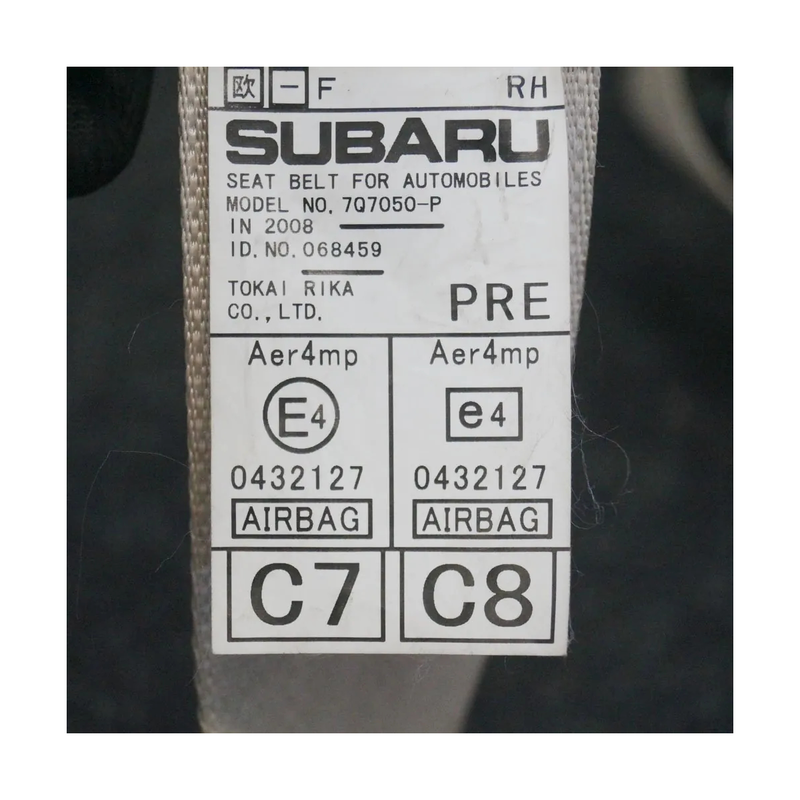 欧 一 F RH
SUBARU
SEAT BELT FOR AUTOMOBILES
MODEL NO. 7Q7050-P
IN 2008
ID. NO. 068459
TOKAI RIKA
CO., LTD.
PRE
Aer4mp Aer4mp
E4 e4
0432127 0432127
AIRBAG AIRBAG
C7 C8